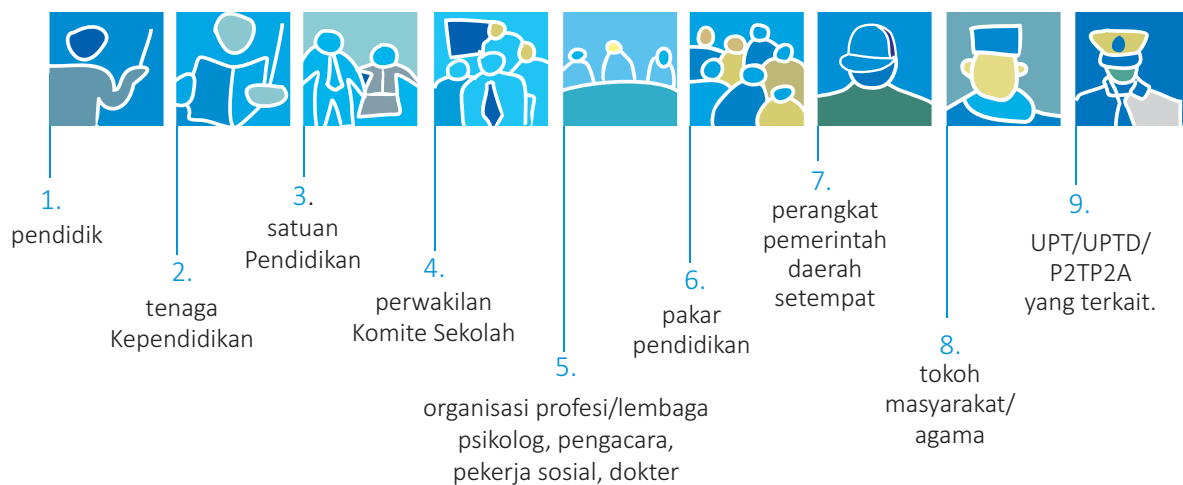 1.
pendidik
2.
tenaga
Kependidikan
3.
satuan
Pendidikan
4.
perwakilan
Komite Sekolah
5.
organisasi profesi/lembaga
psikolog, pengacara,
pekerja sosial, dokter
6.
pakar
pendidikan
7.
perangkat
pemerintah
daerah
setempat
8.
tokoh
masyarakat/
agama
9.
UPT/UPTD/
P2TP2A
yang terkait.